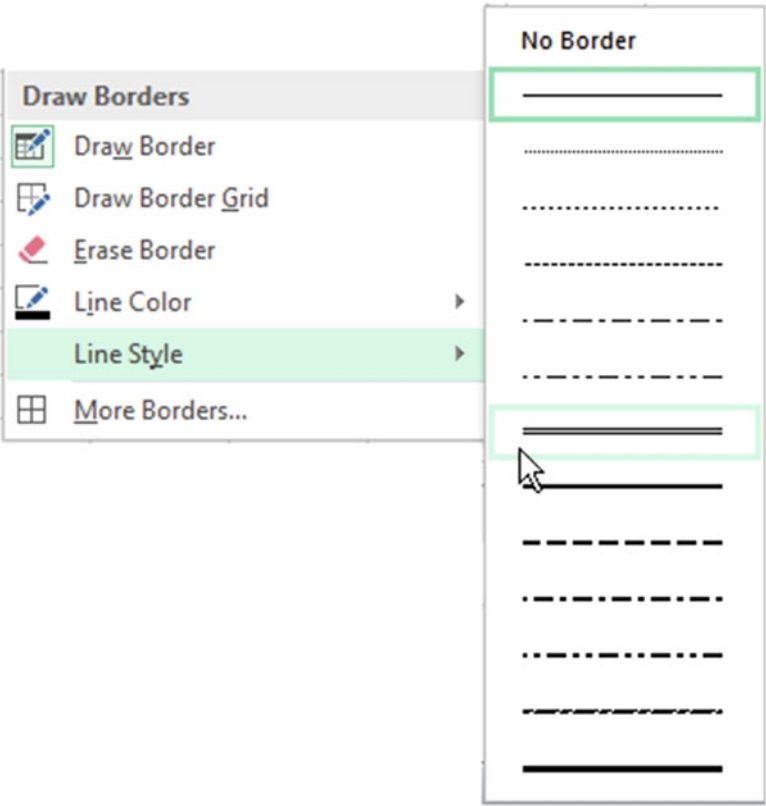 No Border
Draw Borders
Draw Border
Draw Border Grid
Erase Border
Line Color
Line Style
More Borders...